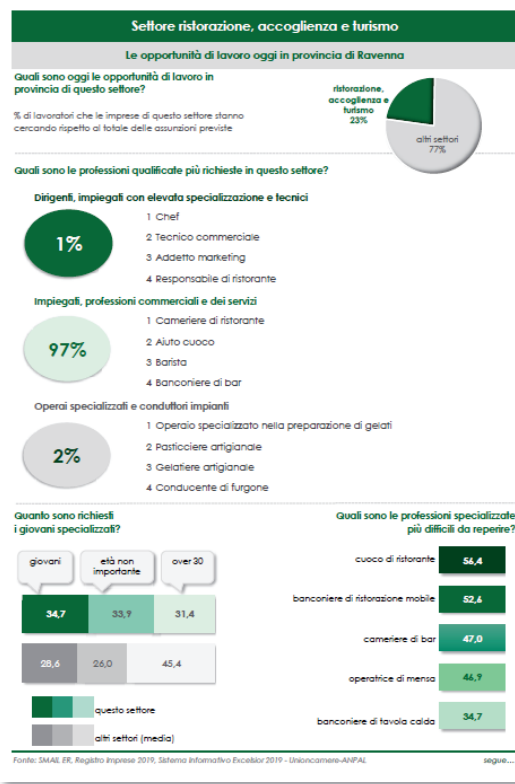 Settore ristorazione, accoglienza e turismo
Le opportunità di lavoro oggi in provincia di Ravenna
Quali sono oggi le opportunità di lavoro in
provincia di questo settore?
% di lavoratori che le imprese di questo settore stanno
cercando rispetto al totale delle assunzioni previste
ristorazione,
accoglienza e
turismo
23%
altri settori
77%
Quali sono le professioni qualificate più richieste in questo settore?
Dirigenti, impiegati con elevata specializzazione e tecnici
1%
1 Chef
2 Tecnico commerciale
3 Addetto marketing
4 Responsabile di ristorante
Impiegati, professioni commerciali e dei servizi
97%
1 Cameriere di ristorante
2 Aiuto cuoco
3 Barista
4 Banconiere di bar
Operai specializzati e conduttori impianti
2%
1 Operaio specializzato nella preparazione di gelati
2 Pasticciere artigianale
3 Gelatiere artigianale
4 Conducente di furgone
Quanto sono richiesti
i giovani specializzati?
giovani
età non
importante
over 30
34,7 33,9 31,4
28,6 26,0 45,4
questo settore
altri settori (media)
Quali sono le professioni specializzate
più difficili da reperire?
cuoco di ristorante 56,4
banconiere di ristorazione mobile 52,6
cameriere di bar 47,0
operatrice di mensa 46,9
banconiere di tavola calda 34,7
Fonte: SMAIL ER, Registro Imprese 2019, Sistema Informativo Excelsior 2019 - Unioncamere-ANPAL
segue...